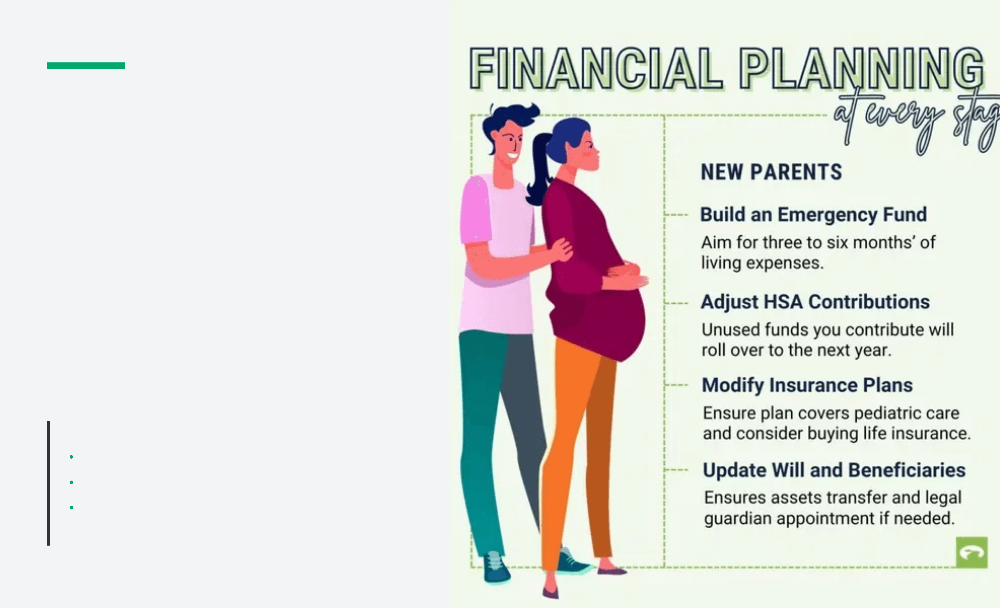 FINANCIAL PLANNING
at every stag
NEW PARENTS
Build an Emergency Fund
Aim for three to six months’ of
living expenses.
Adjust HSA Contributions
Unused funds you contribute will
roll over to the next year.
Modify Insurance Plans
Ensure plan covers pediatric care
and consider buying life insurance.
Update Will and Beneficiaries
Ensures assets transfer and legal
guardian appointment if needed.